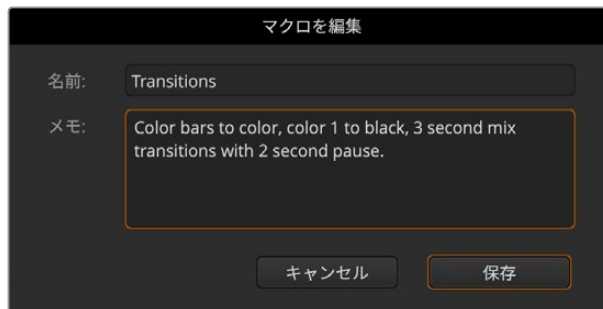 マクロを編集
名前: Transitions
メモ: Color bars to color, color 1 to black, 3 second mix
transitions with 2 second pause.
キャンセル 保存